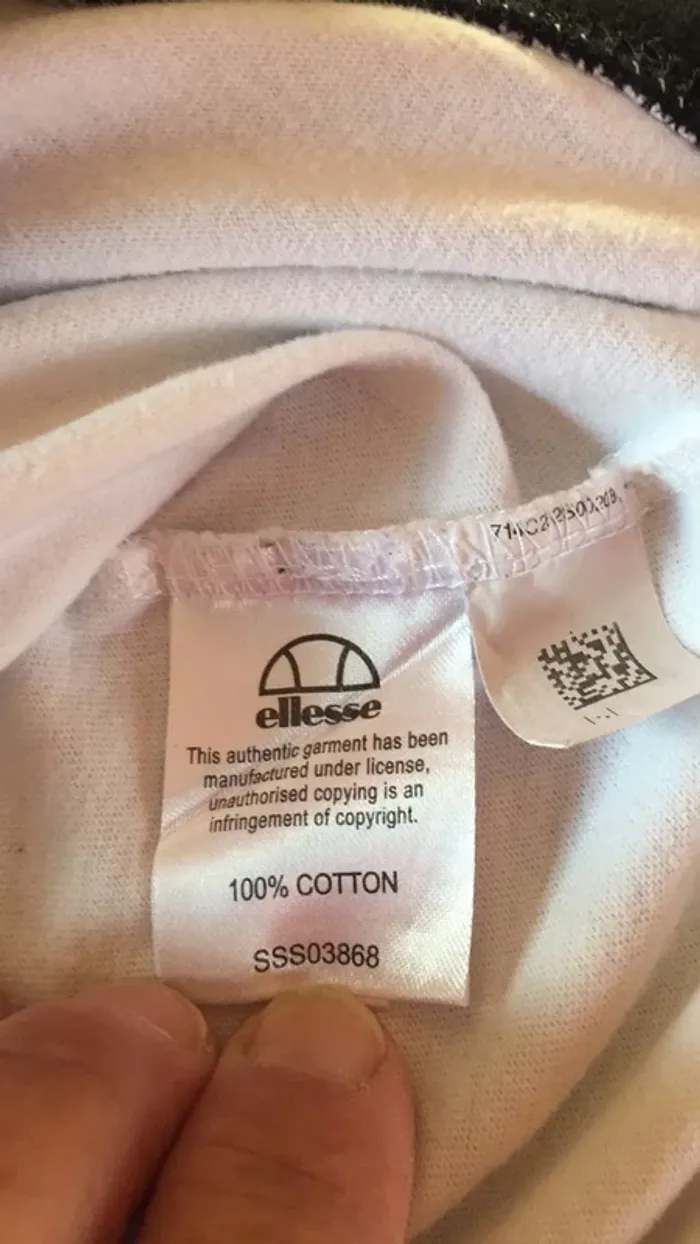 ellesse
This authentic garment has been
manufactured under license,
unauthorised copying is an
infringement of copyright.
100% COTTON
SSS03868